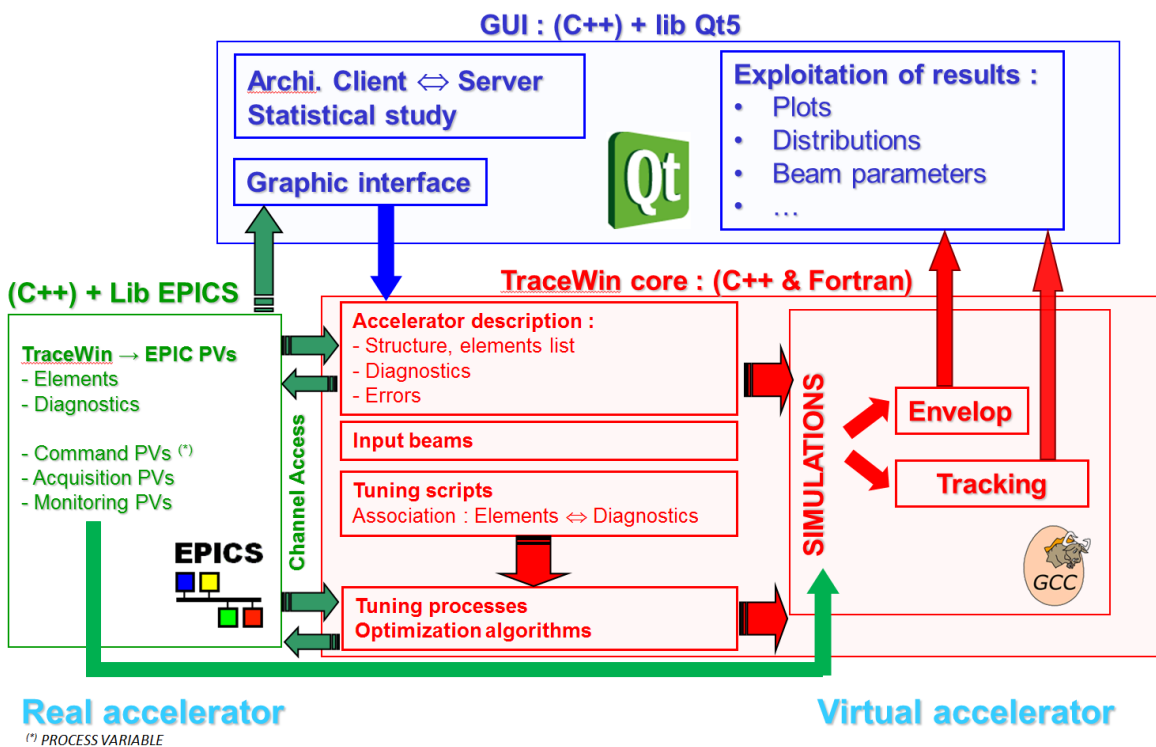 GUI : (C++) + lib Qt5
Archi. Client ⇔ Server
Statistical study
Graphic interface
Qt
Exploitation of results :
• Plots
• Distributions
• Beam parameters
• ...
(C++) + Lib EPICS
TraceWin → EPIC PVs
- Elements
- Diagnostics
- Command PVs (*)
- Acquisition PVs
- Monitoring PVs
EPICS
Channel Access
TraceWin core : (C++ & Fortran)
Accelerator description :
- Structure, elements list
- Diagnostics
- Errors
Input beams
Tuning scripts
Association : Elements ⇔ Diagnostics
Tuning processes
Optimization algorithms
SIMULATIONS
Envelop
Tracking
GCC
Real accelerator
Virtual accelerator
(*) PROCESS VARIABLE